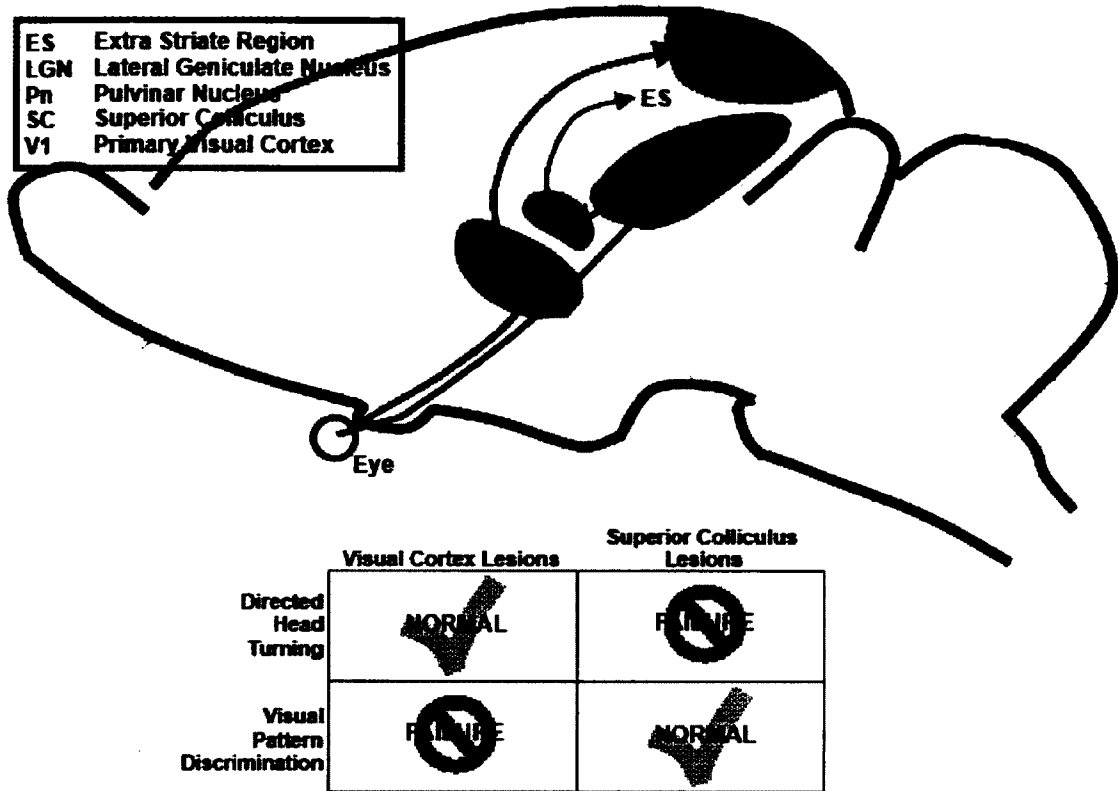 ES Extra Striate Region
LGN Lateral Geniculate Nucleus
Pn Pulvinar Nucleus
SC Superior Colliculus
V1 Primary Visual Cortex
ES
Eye
Visual Cortex Lesions
Superior Colliculus
Lesions
Directed
Head
Turning
NORMAL
FAILURE
Visual
Pattern
Discrimination
FAILURE
NORMAL